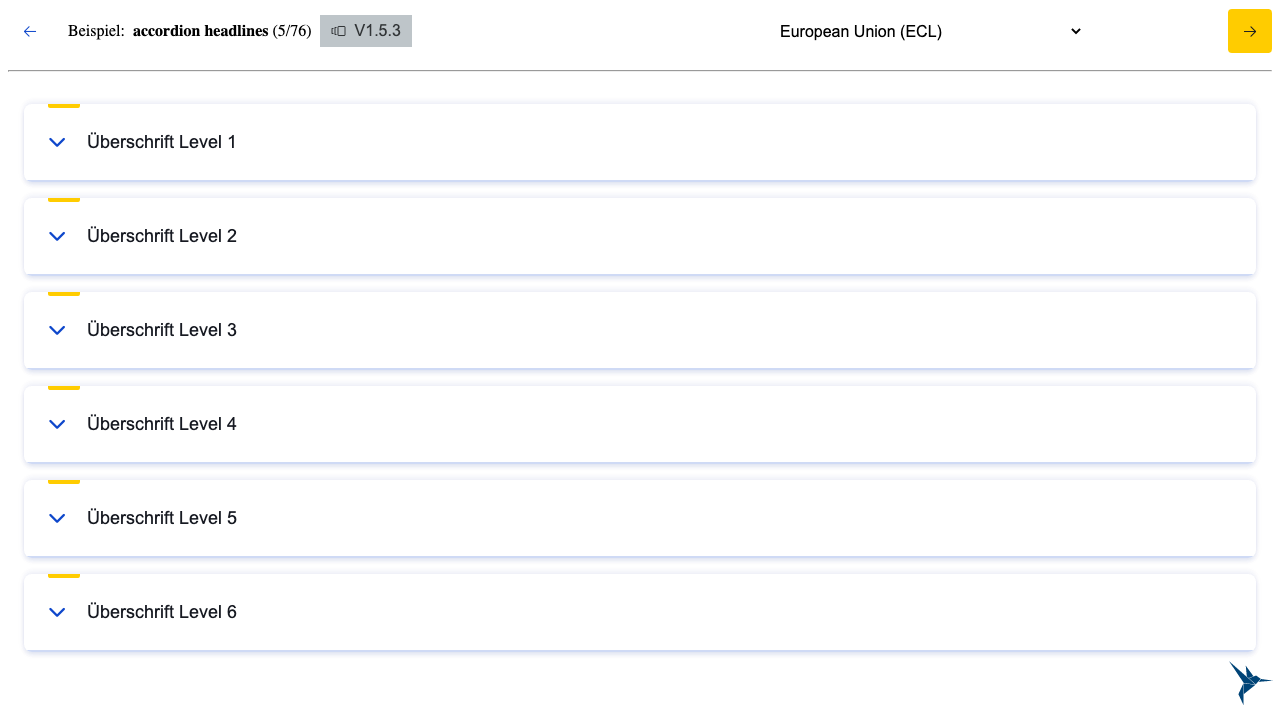 Beispiel: accordion headlines (5/76) V1.5.3 European Union (ECL)
Überschrift Level 1
Überschrift Level 2
Überschrift Level 3
Überschrift Level 4
Überschrift Level 5
Überschrift Level 6